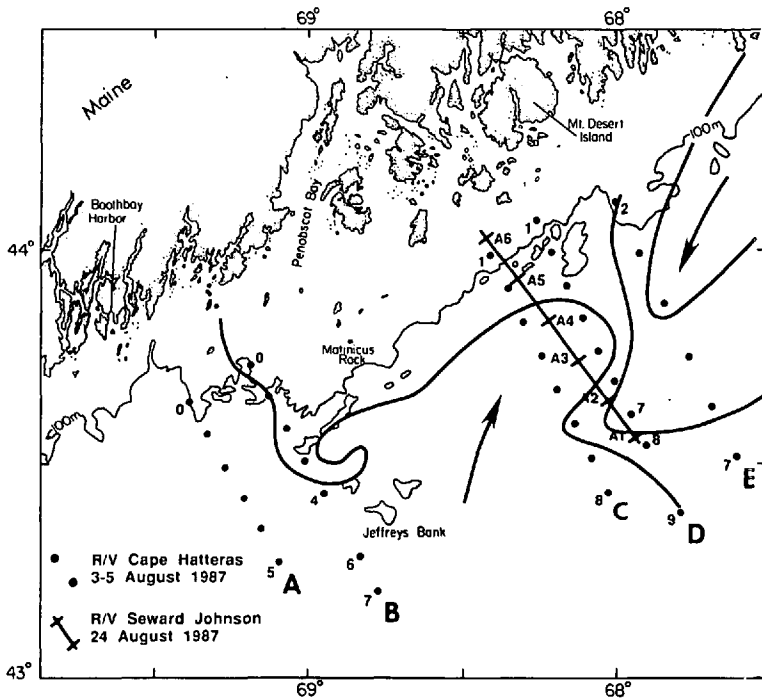 69°
68°
Maine
100m
Mt. Desert
Island
Boothbay
Harbor
Penobscot Bay
2
1
44°
A6
1
A5
A4
Matinicus
Rock
A3
0
0
A2
7
100m
A1
8
4
7
E
8
C
9
D
Jeffreys Bank
R/V Cape Hatteras
3-5 August 1987
5
A
6
7
B
R/V Seward Johnson
24 August 1987
43°
69°
68°